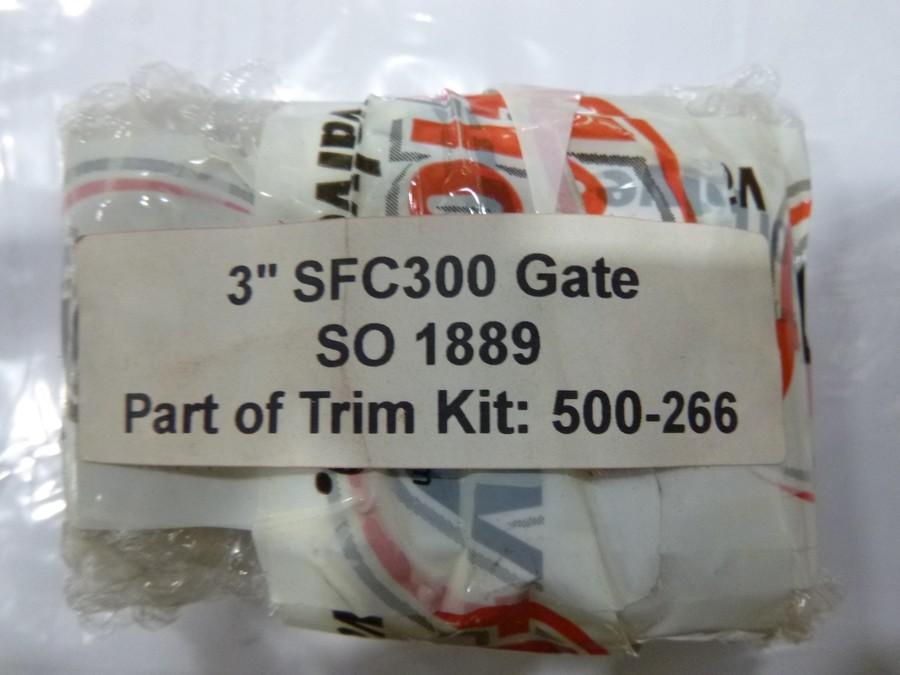 3" SFC300 Gate
SO 1889
Part of Trim Kit: 500-266